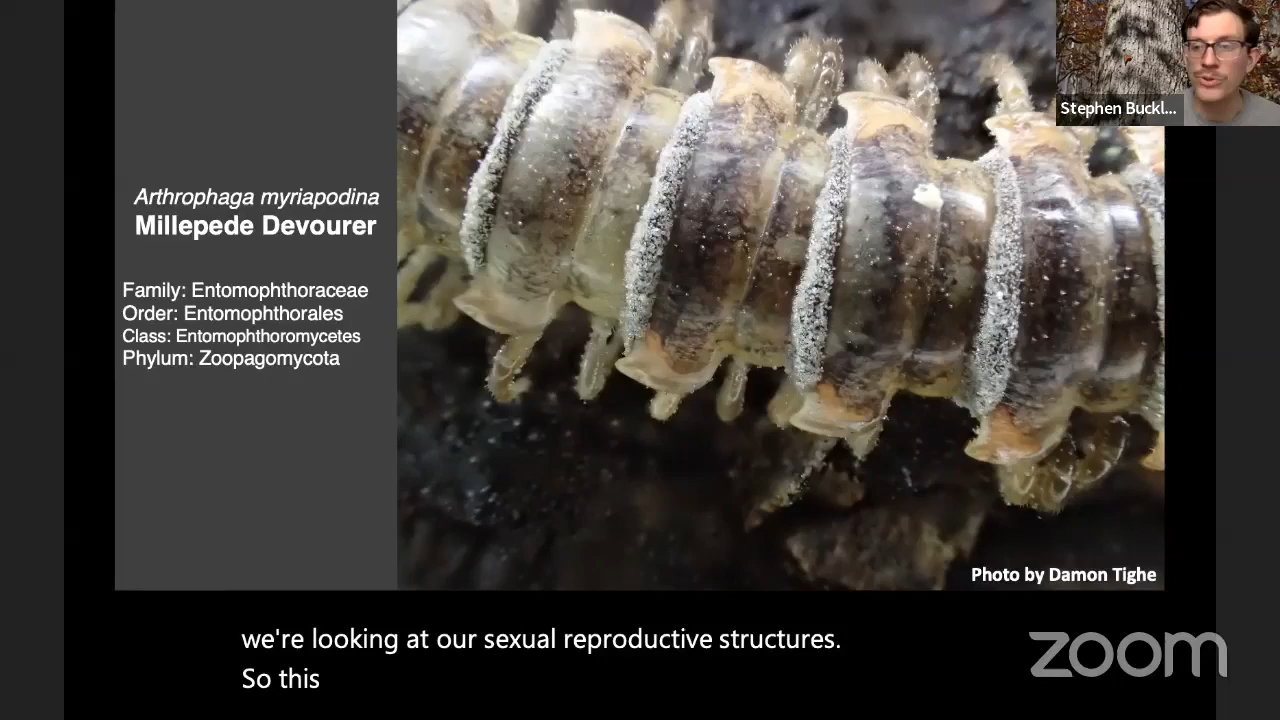 Stephen Buckl...
Arthrophaga myriapodina
Millepede Devourer
Family: Entomophthoraceae
Order: Entomophthorales
Class: Entomophthoromycetes
Phylum: Zoopagomycota
Photo by Damon Tighe
we're looking at our sexual reproductive structures.
So this
zoom